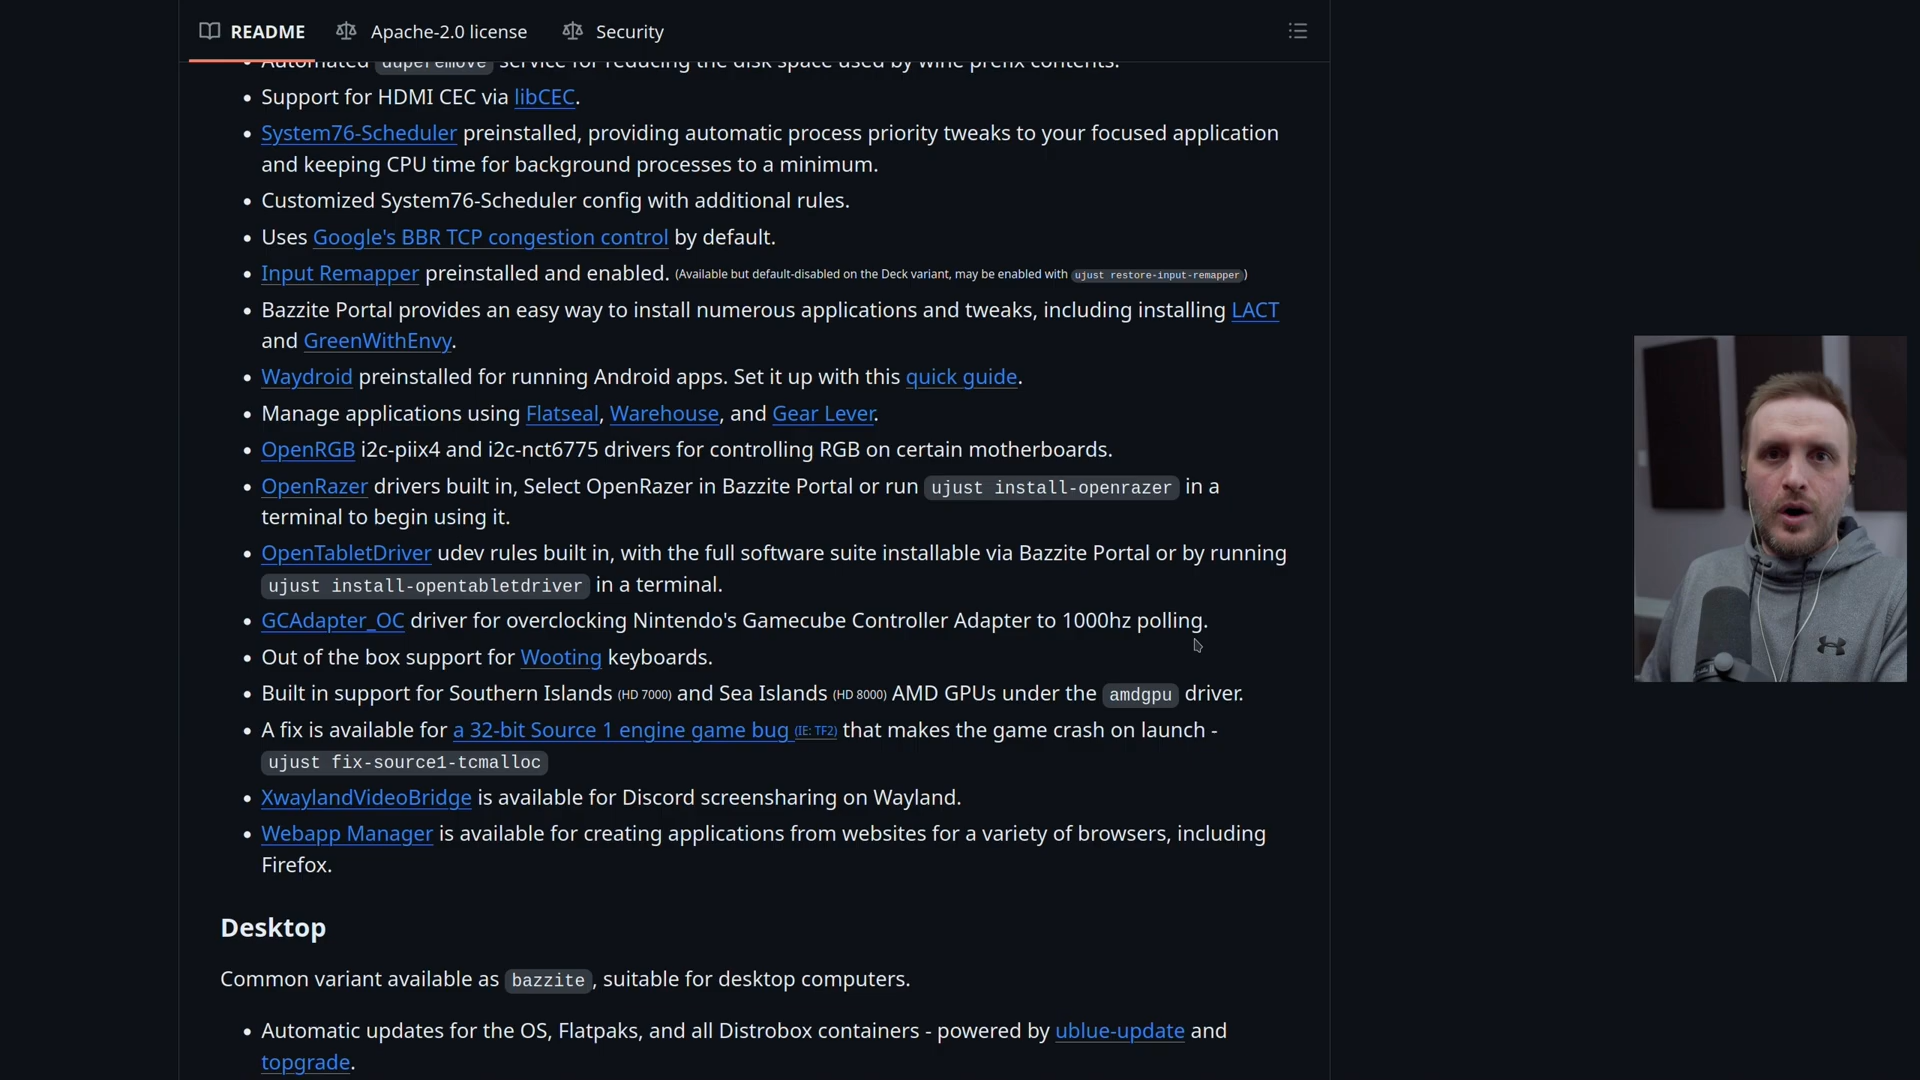 README Apache-2.0 license Security
Automated duperemove service for reducing the disk space used by wine prefix contents.
• Support for HDMI CEC via libCEC.
• System76-Scheduler preinstalled, providing automatic process priority tweaks to your focused application
and keeping CPU time for background processes to a minimum.
• Customized System76-Scheduler config with additional rules.
• Uses Google's BBR TCP congestion control by default.
• Input Remapper preinstalled and enabled. (Available but default-disabled on the Deck variant, may be enabled with ujust restore-input-remapper)
• Bazzite Portal provides an easy way to install numerous applications and tweaks, including installing LACT
and GreenWithEnvy.
• Waydroid preinstalled for running Android apps. Set it up with this quick guide.
• Manage applications using Flatseal, Warehouse, and Gear Lever.
• OpenRGB i2c-piix4 and i2c-nct6775 drivers for controlling RGB on certain motherboards.
• OpenRazer drivers built in, Select OpenRazer in Bazzite Portal or run ujust install-openrazer in a
terminal to begin using it.
• OpenTabletDriver udev rules built in, with the full software suite installable via Bazzite Portal or by running
ujust install-opentabletdriver in a terminal.
• GCAdapter_OC driver for overclocking Nintendo's Gamecube Controller Adapter to 1000hz polling.
• Out of the box support for Wooting keyboards.
• Built in support for Southern Islands (HD 7000) and Sea Islands (HD 8000) AMD GPUs under the amdgpu driver.
• A fix is available for a 32-bit Source 1 engine game bug (IE: TF2) that makes the game crash on launch -
ujust fix-source1-tcmalloc
• XwaylandVideoBridge is available for Discord screensharing on Wayland.
• Webapp Manager is available for creating applications from websites for a variety of browsers, including
Firefox.
Desktop
Common variant available as bazzite, suitable for desktop computers.
• Automatic updates for the OS, Flatpaks, and all Distrobox containers - powered by ublue-update and
topgrade.